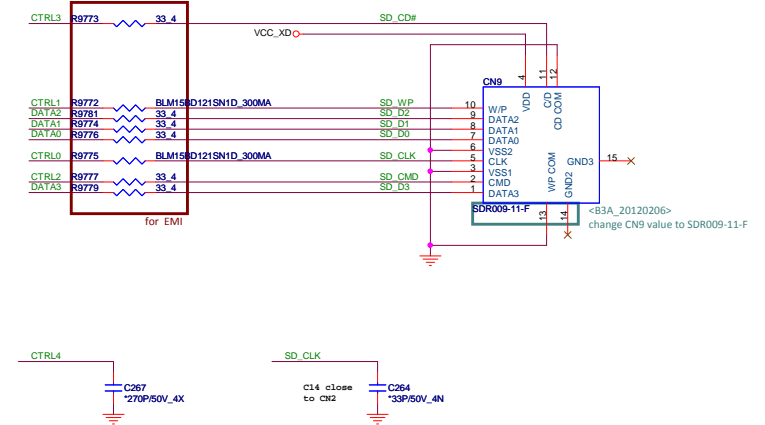 CTRL3 R9773 33_4 SD_CD#
VCC_XD
CN9
4 11 12
VDD C/D CD COM
CTRL1 R9772 BLM15BD121SN1D_300MA SD_WP 10 W/P
DATA2 R9781 33_4 SD_D2 9 DATA2
DATA1 R9774 33_4 SD_D1 8 DATA1
DATA0 R9776 33_4 SD_D0 7 DATA0
6 VSS2
CTRL0 R9775 BLM15BD121SN1D_300MA SD_CLK 5 CLK GND3 15
3 VSS1
CTRL2 R9777 33_4 SD_CMD 2 CMD
DATA3 R9779 33_4 SD_D3 1 DATA3
WP COM GND2
SDR009-11-F 13 14 <B3A_20120206>
for EMI
change CN9 value to SDR009-11-F
CTRL4 SD_CLK
C267
*270P/50V_4X
C14 close
to CN2
C264
*33P/50V_4N